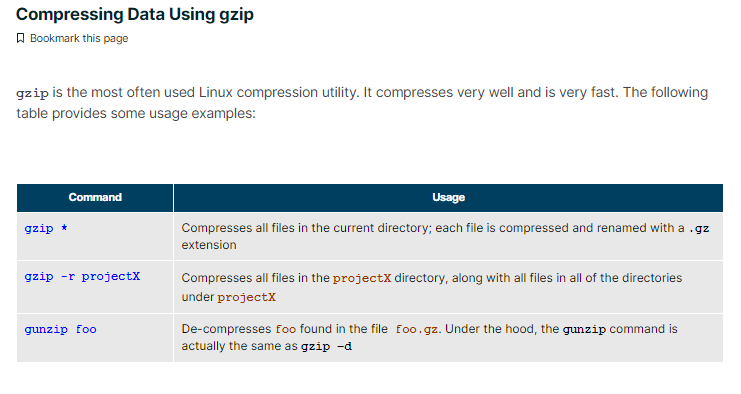 Compressing Data Using gzip
Bookmark this page
gzip is the most often used Linux compression utility. It compresses very well and is very fast. The following
table provides some usage examples:
Command Usage
gzip * Compresses all files in the current directory; each file is compressed and renamed with a .gz
extension
gzip -r projectX Compresses all files in the projectX directory, along with all files in all of the directories
under projectX
gunzip foo De-compresses foo found in the file foo.gz. Under the hood, the gunzip command is
actually the same as gzip –d